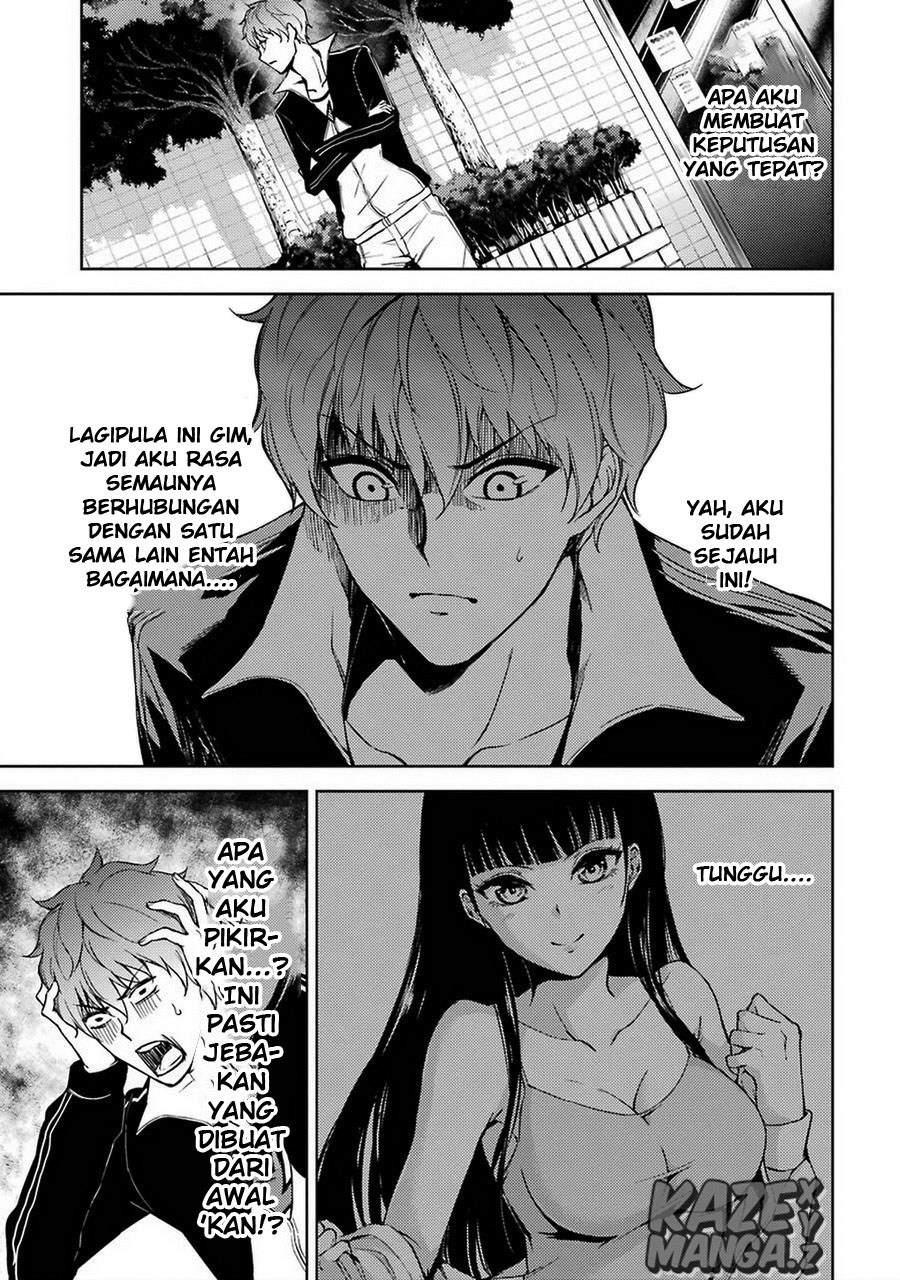 APA AKU
MEMBUAT
KEPUTUSAN
YANG TEPAT?
YAH, AKU
SUDAH
SEJAUH
INI!
LAGIPULA INI GIM,
JADI AKU RASA
SEMAUNYA
BERHUBUNGAN
DENGAN SATU
SAMA LAIN ENTAH
BAGAIMANA....
TUNGGU....
APA
YANG
AKU
PIKIR-
KAN...?
INI
PASTI
JEBA-
KAN
YANG
DIBUAT
DARI
AWAL
'KAN!?
KAZE
MANGA.XYZ